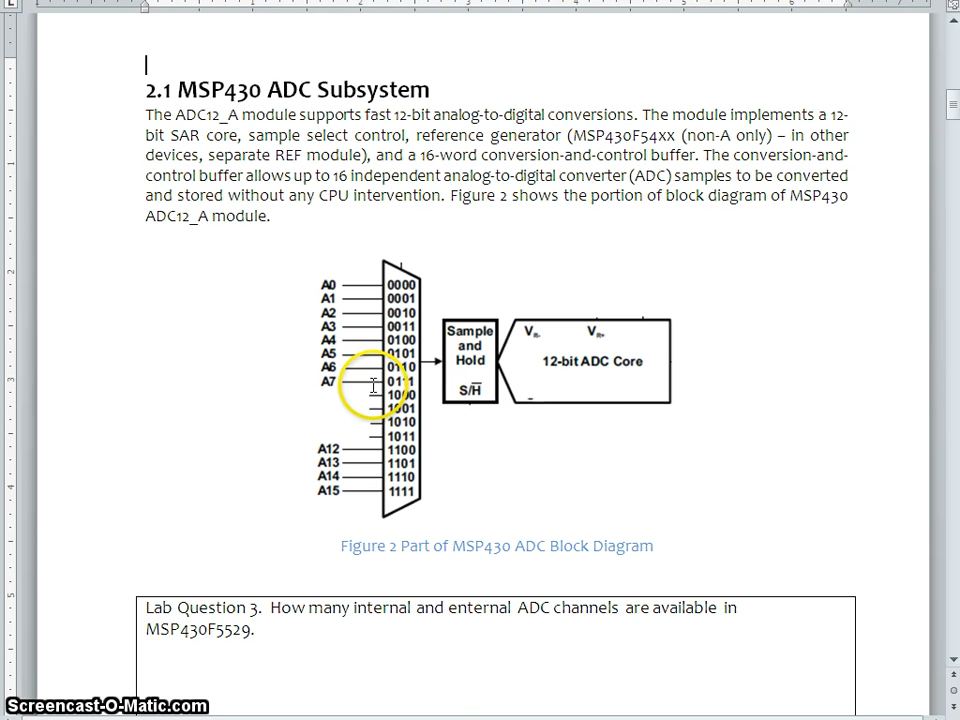 2.1 MSP430 ADC Subsystem
The ADC12_A module supports fast 12-bit analog-to-digital conversions. The module implements a 12-
bit SAR core, sample select control, reference generator (MSP430F54xx (non-A only) – in other
devices, separate REF module), and a 16-word conversion-and-control buffer. The conversion-and-
control buffer allows up to 16 independent analog-to-digital converter (ADC) samples to be converted
and stored without any CPU intervention. Figure 2 shows the portion of block diagram of MSP430
ADC12_A module.
A0 0000
A1 0001
A2 0010
A3 0011
A4 0100
A5 0101
A6 0110
A7 0111
1000
1001
1010
1011
A12 1100
A13 1101
A14 1110
A15 1111
Sample
and
Hold
S/H̅
VR- VR+
12-bit ADC Core
Figure 2 Part of MSP430 ADC Block Diagram
Lab Question 3. How many internal and enternal ADC channels are available in
MSP430F5529.
Screencast-O-Matic.com